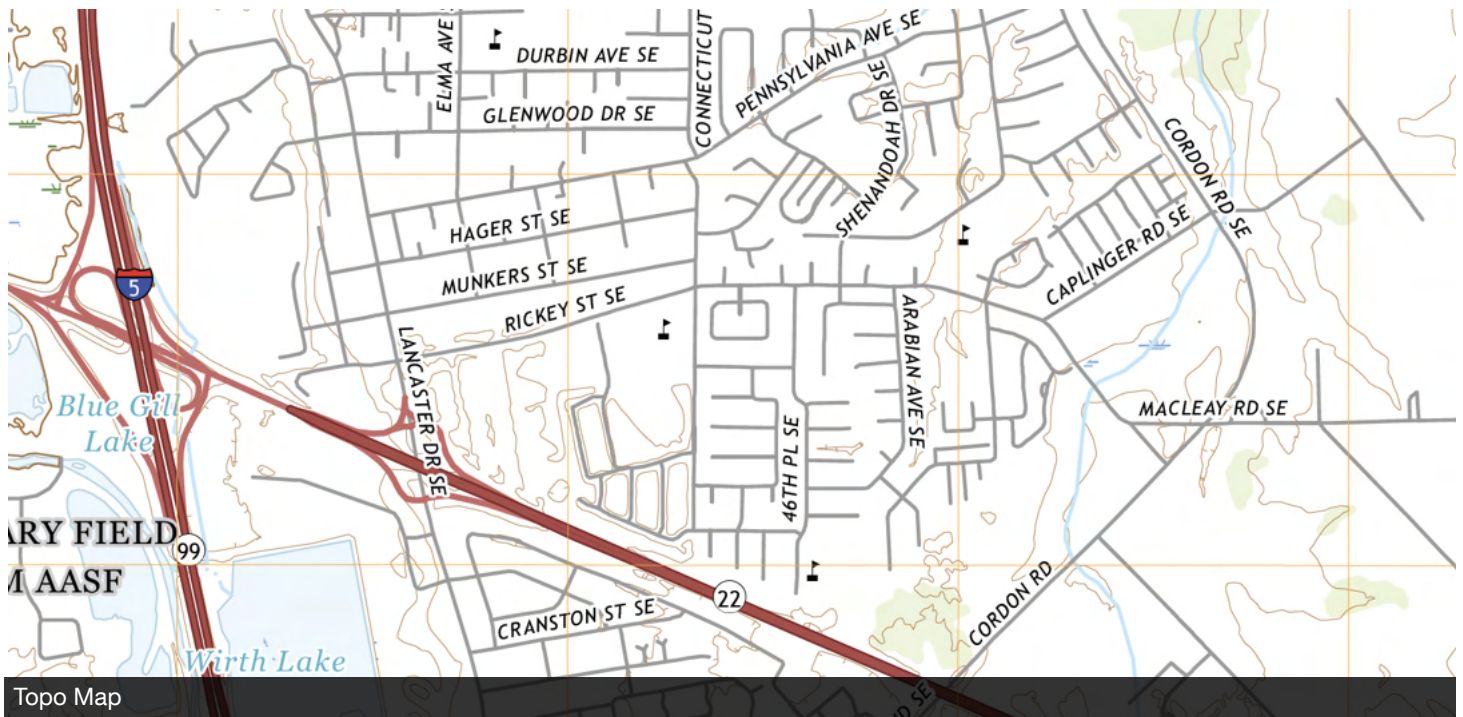 ELMA AVE S
DURBIN AVE SE
CONNECTICUT
PENNSYLVANIA AVE SE
GLENWOOD DR SE
SHENANDOAH DR SE
CORDON RD SE
HAGER ST SE
MUNKERS ST SE
RICKEY ST SE
CAPLINGER RD SE
5
LANCASTER DR SE
ARABIAN AVE SE
Blue Gill
Lake
MACLEAY RD SE
46TH PL SE
ARY FIELD
M AASF
99
22
CRANSTON ST SE
CORDON RD
Wirth Lake
D SE
Topo Map